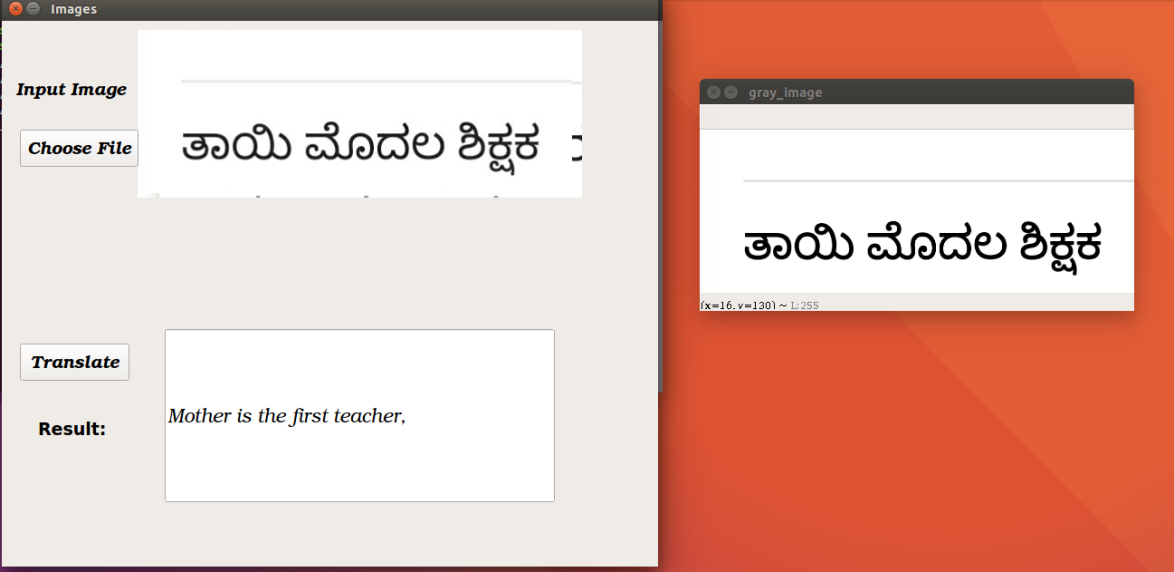 Images
Input Image
Choose File
ತಾಯಿ ಮೊದಲ ಶಿಕ್ಷಕ
Translate
Result:
Mother is the first teacher,
gray_image
ತಾಯಿ ಮೊದಲ ಶಿಕ್ಷಕ
(x=16, y=130) ~ L:255